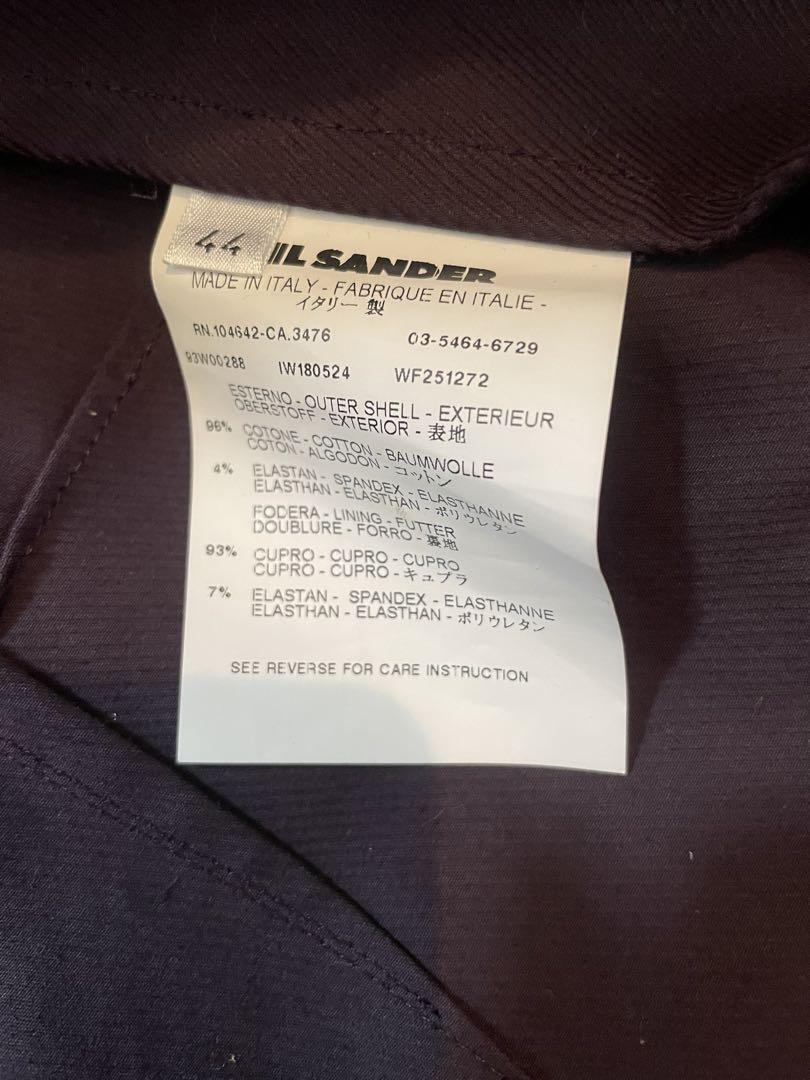 44
IL SANDER
MADE IN ITALY - FABRIQUE EN ITALIE -
イタリー 製
RN.104642-CA.3476 03-5464-6729
93W00288 IW180524 WF251272
ESTERNO - OUTER SHELL - EXTERIEUR
OBERSTOFF - EXTERIOR - 表地
96% COTONE - COTTON - BAUMWOLLE
COTON - ALGODON - コットン
4% ELASTAN - SPANDEX - ELASTHANNE
ELASTHAN - ELASTHAN - ポリウレタン
FODERA - LINING - FUTTER
DOUBLURE - FORRO - 裏地
93% CUPRO - CUPRO - CUPRO
CUPRO - CUPRO - キュプラ
7% ELASTAN - SPANDEX - ELASTHANNE
ELASTHAN - ELASTHAN - ポリウレタン
SEE REVERSE FOR CARE INSTRUCTION